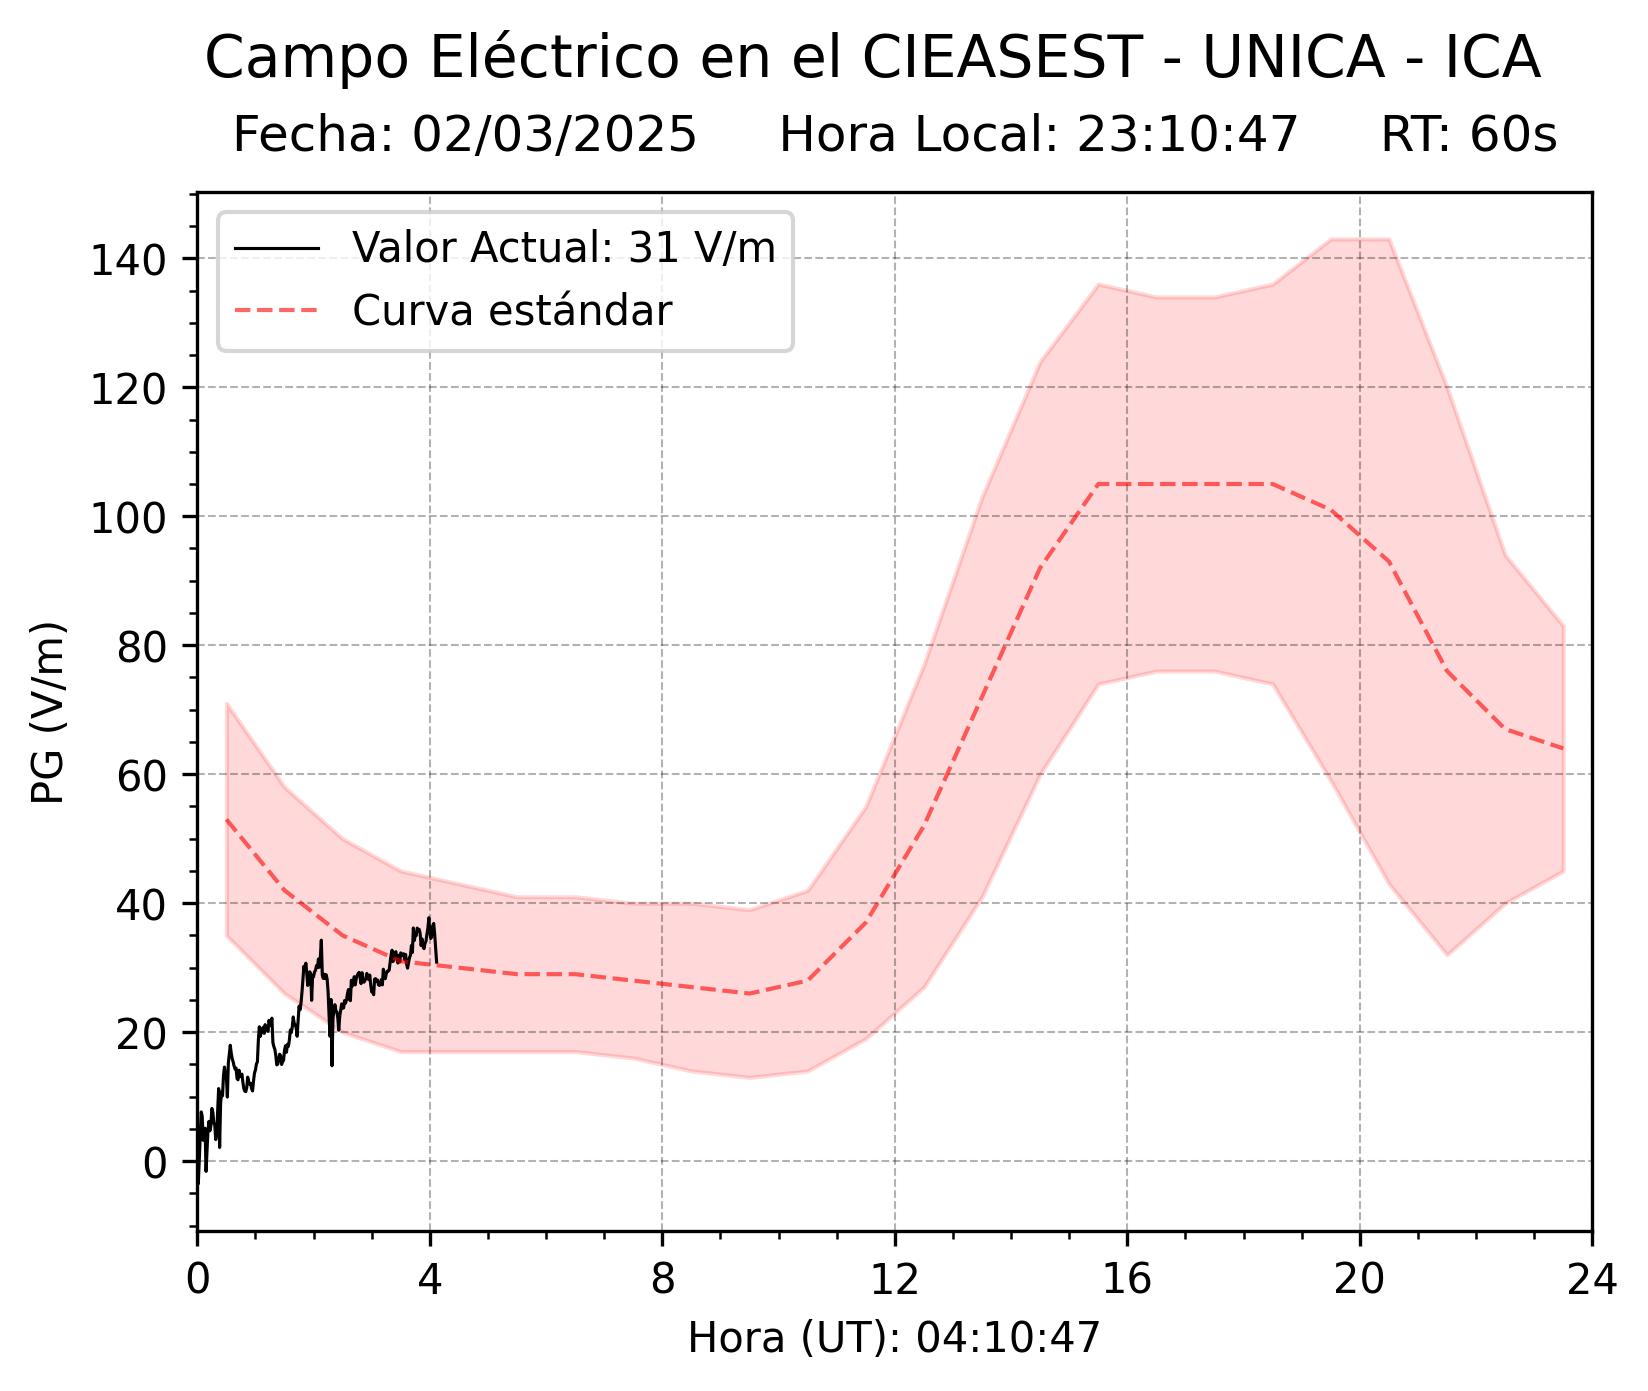 Campo Eléctrico en el CIEASEST - UNICA - ICA
Fecha: 02/03/2025 Hora Local: 23:10:47 RT: 60s
Valor Actual: 31 V/m
Curva estándar
140
120
100
80
60
40
20
0
PG (V/m)
0 4 8 12 16 20 24
Hora (UT): 04:10:47